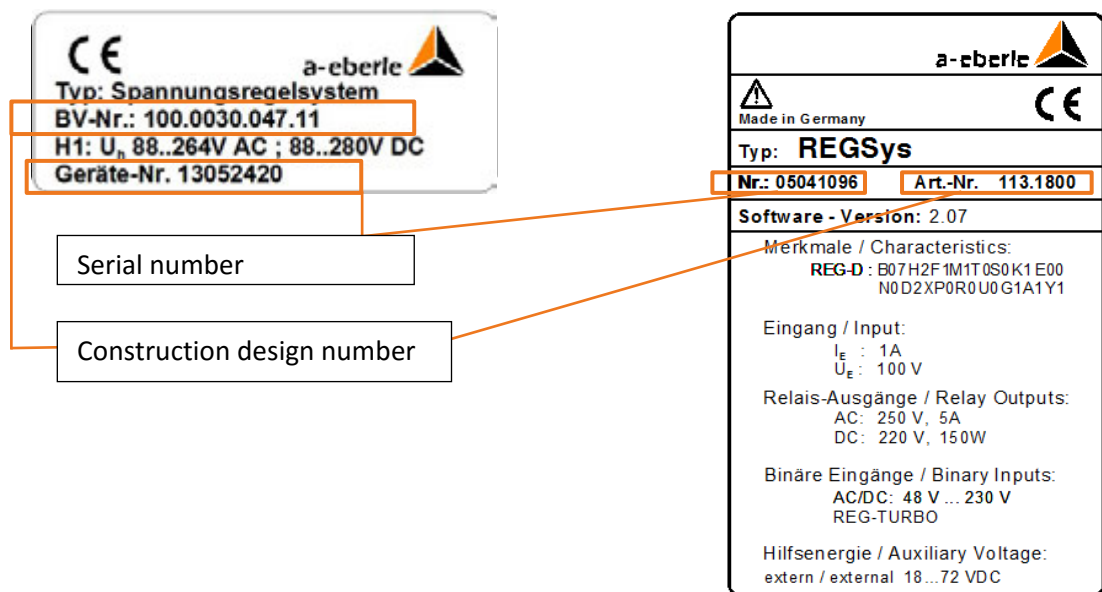 CE
a-eberle
Typ: Spannungsregelsystem
BV-Nr.: 100.0030.047.11
H1: Uh 88..264V AC ; 88..280V DC
Geräte-Nr. 13052420
Serial number
Construction design number
a-eberle
Made in Germany
CE
Typ: REGSys
Nr.: 05041096 Art.-Nr. 113.1800
Software - Version: 2.07
Merkmale / Characteristics:
REG-D : B07H2F1M1T0S0K1E00
N0D2XP0R0U0G1A1Y1
Eingang / Input:
IE : 1A
UE : 100 V
Relais-Ausgänge / Relay Outputs:
AC: 250 V, 5A
DC: 220 V, 150W
Binäre Eingänge / Binary Inputs:
AC/DC: 48 V ... 230 V
REG-TURBO
Hilfsenergie / Auxiliary Voltage:
extern / external 18...72 VDC